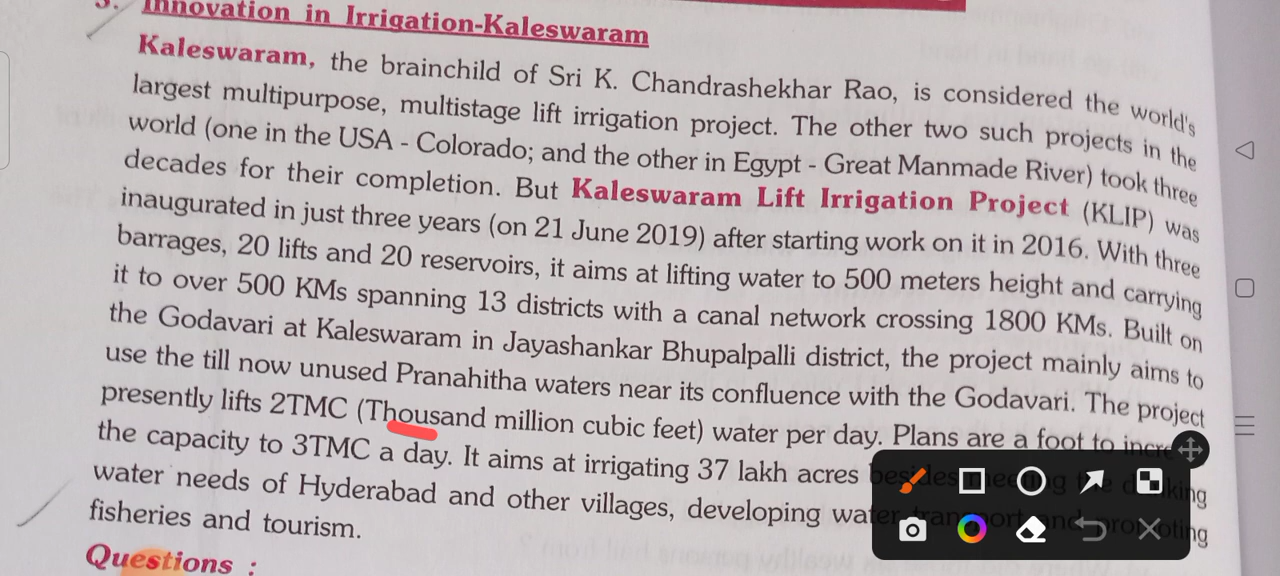 3. Innovation in Irrigation-Kaleswaram
Kaleswaram, the brainchild of Sri K. Chandrashekhar Rao, is considered the world's
largest multipurpose, multistage lift irrigation project. The other two such projects in the
world (one in the USA - Colorado; and the other in Egypt - Great Manmade River) took three
decades for their completion. But Kaleswaram Lift Irrigation Project (KLIP) was
inaugurated in just three years (on 21 June 2019) after starting work on it in 2016. With three
barrages, 20 lifts and 20 reservoirs, it aims at lifting water to 500 meters height and carrying
it to over 500 KMs spanning 13 districts with a canal network crossing 1800 KMs. Built on
the Godavari at Kaleswaram in Jayashankar Bhupalpalli district, the project mainly aims to
use the till now unused Pranahitha waters near its confluence with the Godavari. The project
presently lifts 2TMC (Thousand million cubic feet) water per day. Plans are a foot to
the capacity to 3TMC a day. It aims at irrigating 37 lakh acres besides meeting the drinking
water needs of Hyderabad and other villages, developing water transport and promoting
fisheries and tourism.
Questions :